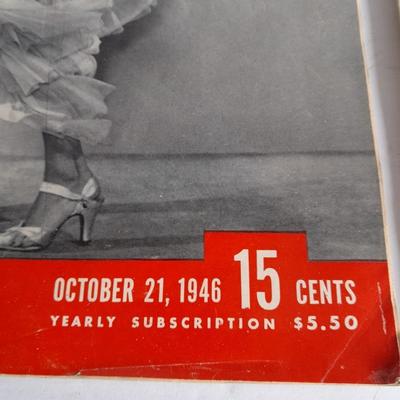 OCTOBER 21, 1946 15 CENTS
YEARLY SUBSCRIPTION $5.50